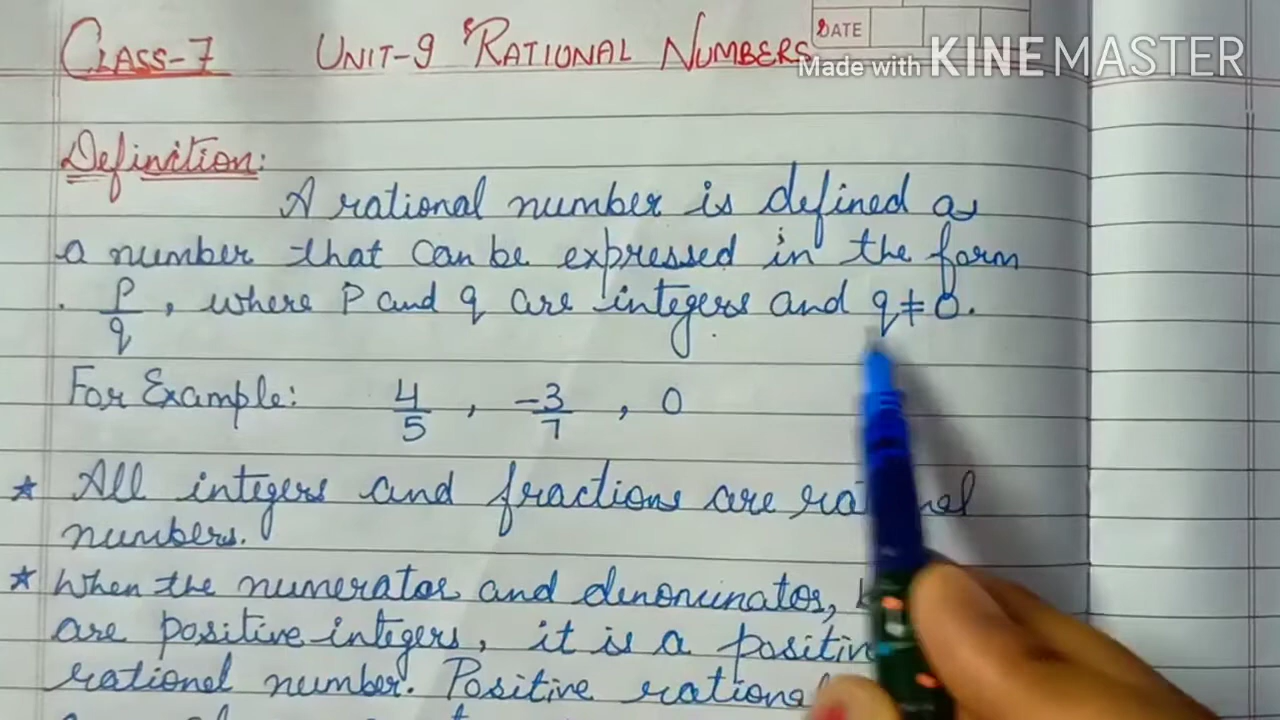 CLASS-7 UNIT-9 RATIONAL NUMBERS
DATE
Made with KINEMASTER
Definition:
A rational number is defined as
a number that can be expressed in the form
p/q, where p and q are integers and q≠0.
For Example: 4/5, -3/7, 0
★ All integers and fractions are
numbers.
★ When the numerator and denominator,
are positive integers, it is a
rational number. Positive